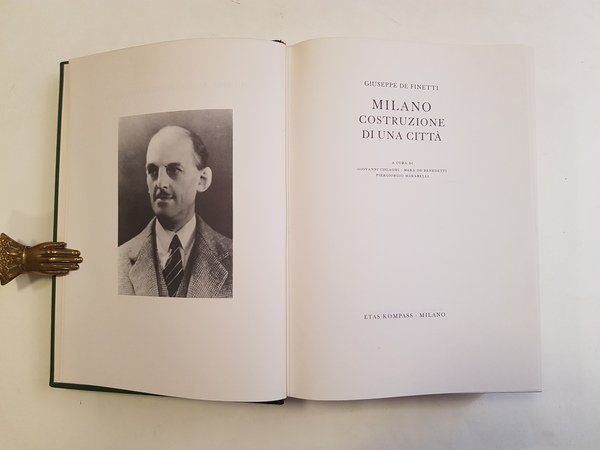 GIUSEPPE DE FINETTI
MILANO
COSTRUZIONE
DI UNA CITTÀ
A CURA DI
GIOVANNI CISLAGHI · MARA DE BENEDETTI
PIERGIORGIO MARABELLI
ETAS KOMPASS · MILANO